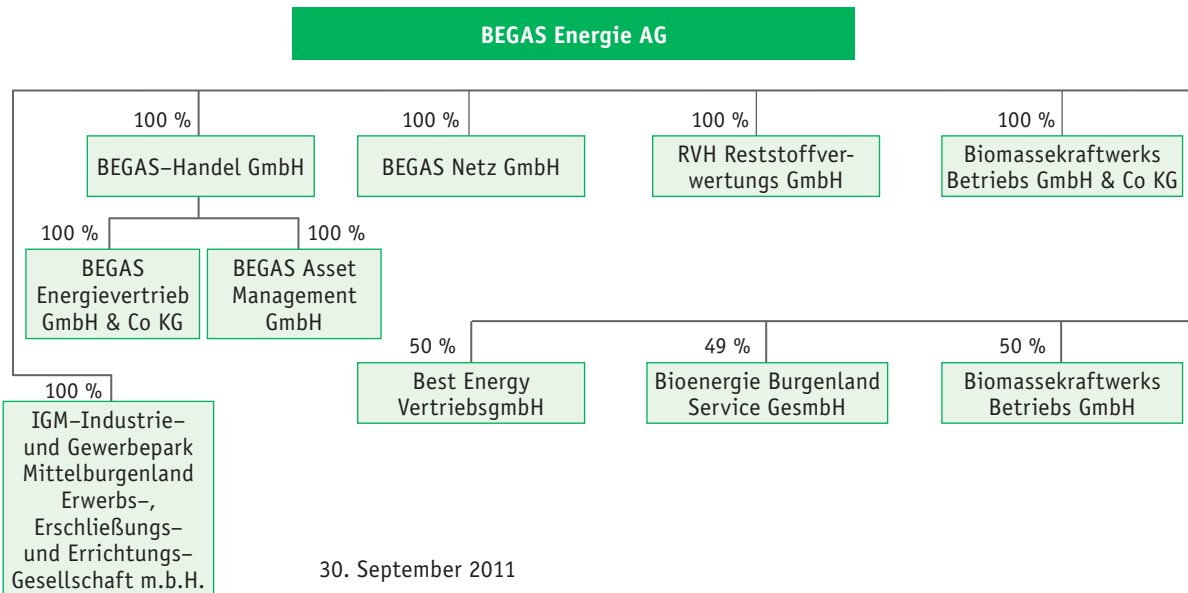 BEGAS Energie AG
100 %
BEGAS–Handel GmbH
100 %
BEGAS Netz GmbH
100 %
RVH Reststoffver-
wertungs GmbH
100 %
Biomassekraftwerks
Betriebs GmbH & Co KG
100 %
BEGAS
Energievertrieb
GmbH & Co KG
100 %
BEGAS Asset
Management
GmbH
50 %
Best Energy
VertriebsgmbH
49 %
Bioenergie Burgenland
Service GesmbH
50 %
Biomassekraftwerks
Betriebs GmbH
100 %
IGM–Industrie–
und Gewerbepark
Mittelburgenland
Erwerbs–,
Erschließungs–
und Errichtungs–
Gesellschaft m.b.H.
30. September 2011